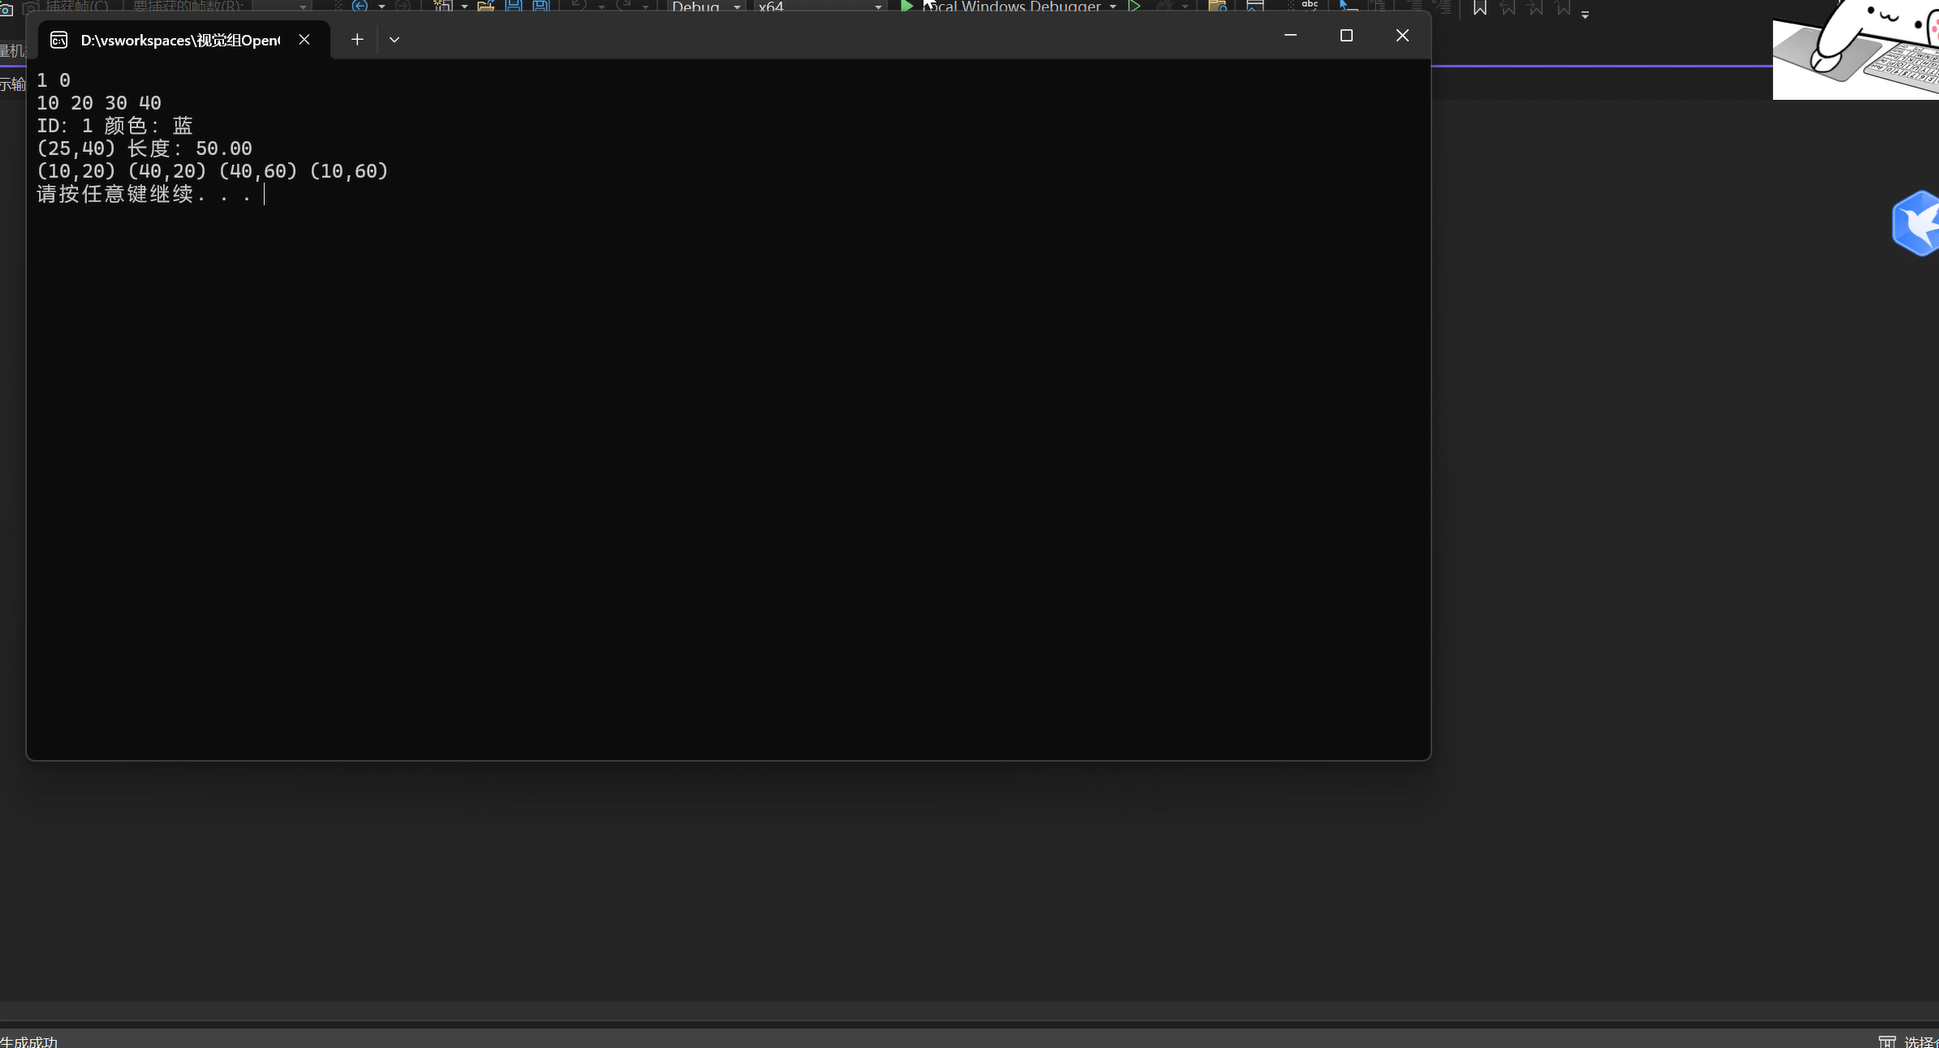 捕获帧(C) 要捕获的帧数(R):
Debug x64 Local Windows Debugger
D:\vsworkspaces\视觉组Open
量机
示输
1 0
10 20 30 40
ID: 1 颜色: 蓝
(25,40) 长度: 50.00
(10,20) (40,20) (40,60) (10,60)
请按任意键继续. . .
生成成功
选择